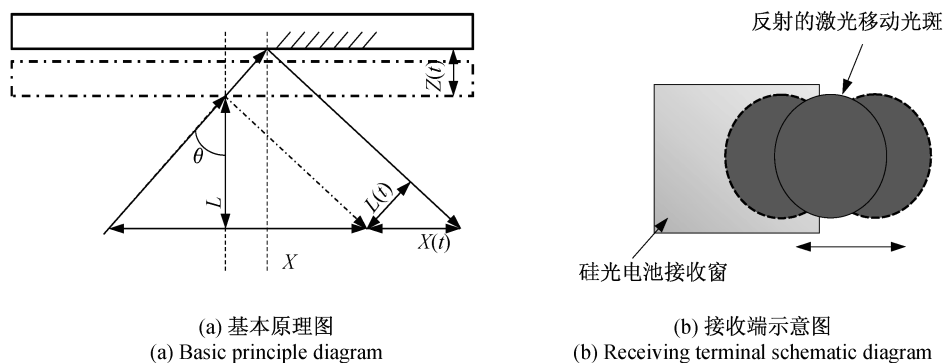 Z(t)
θ
L
L(t)
X
X(t)
(a) 基本原理图
(a) Basic principle diagram
反射的激光移动光斑
硅光电池接收窗
(b) 接收端示意图
(b) Receiving terminal schematic diagram